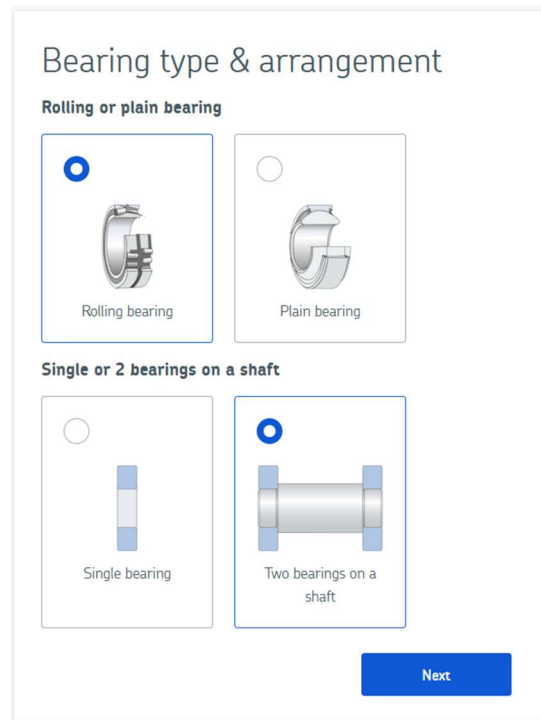 Bearing type & arrangement
Rolling or plain bearing
Rolling bearing
Plain bearing
Single or 2 bearings on a shaft
Single bearing
Two bearings on a
shaft
Next